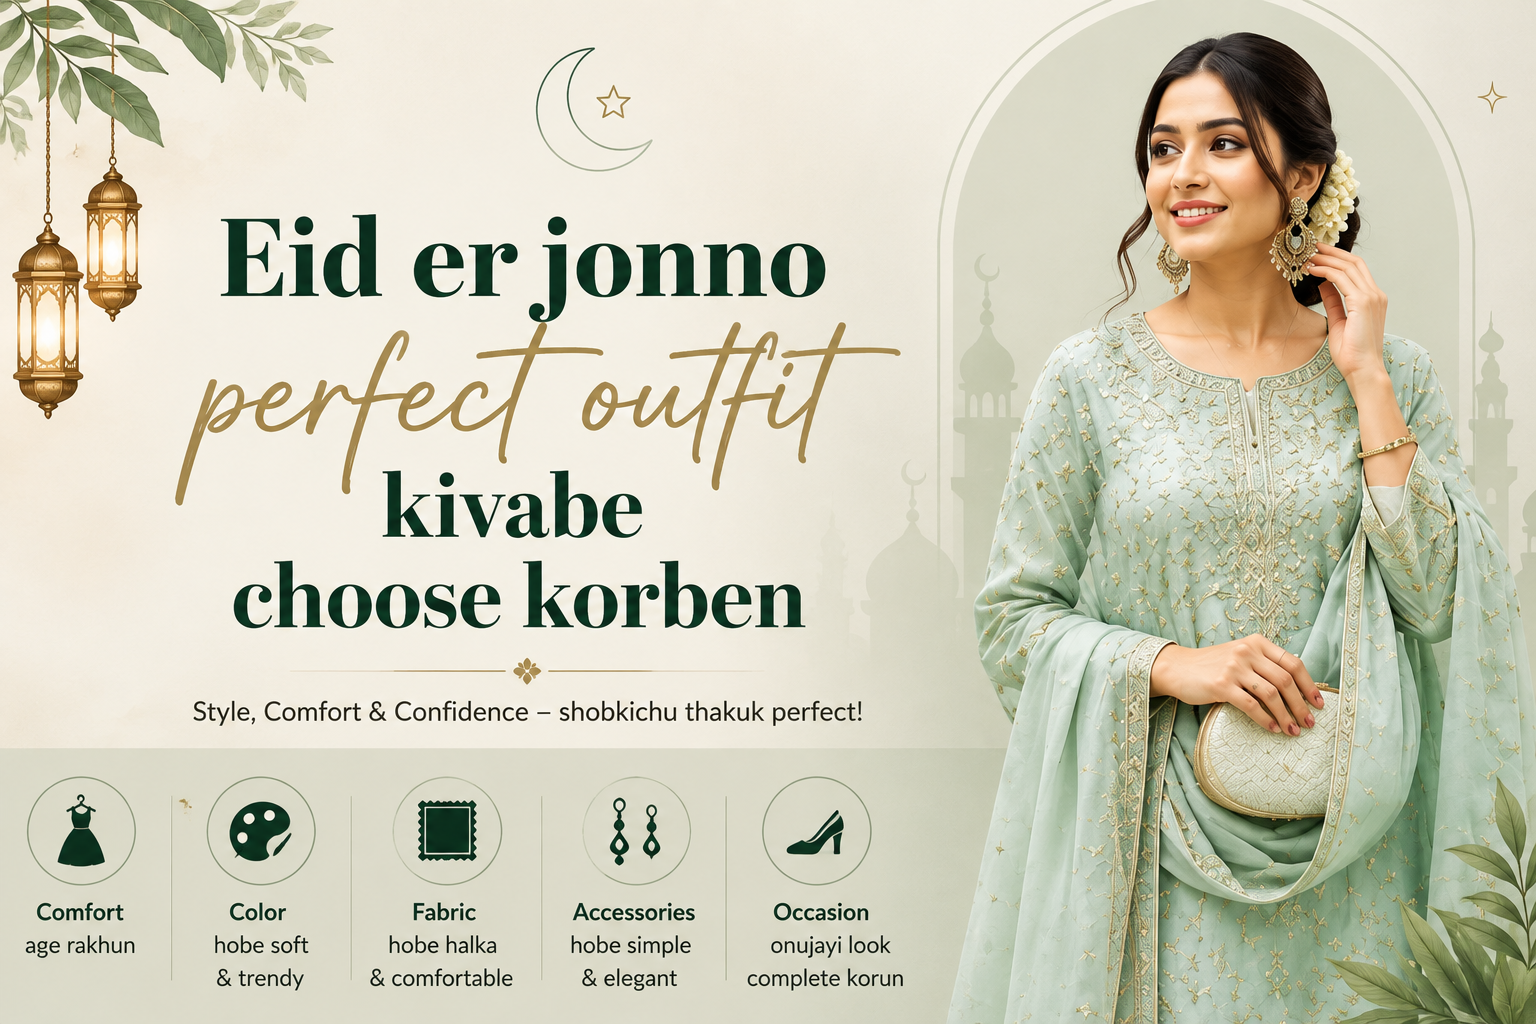 Eid er jonno
perfect outfit
kivabe
choose korben
Style, Comfort & Confidence – shobkichu thakuk perfect!
Comfort
age rakhun
Color
hobe soft
& trendy
Fabric
hobe halka
& comfortable
Accessories
hobe simple
& elegant
Occasion
onujayi look
complete korun